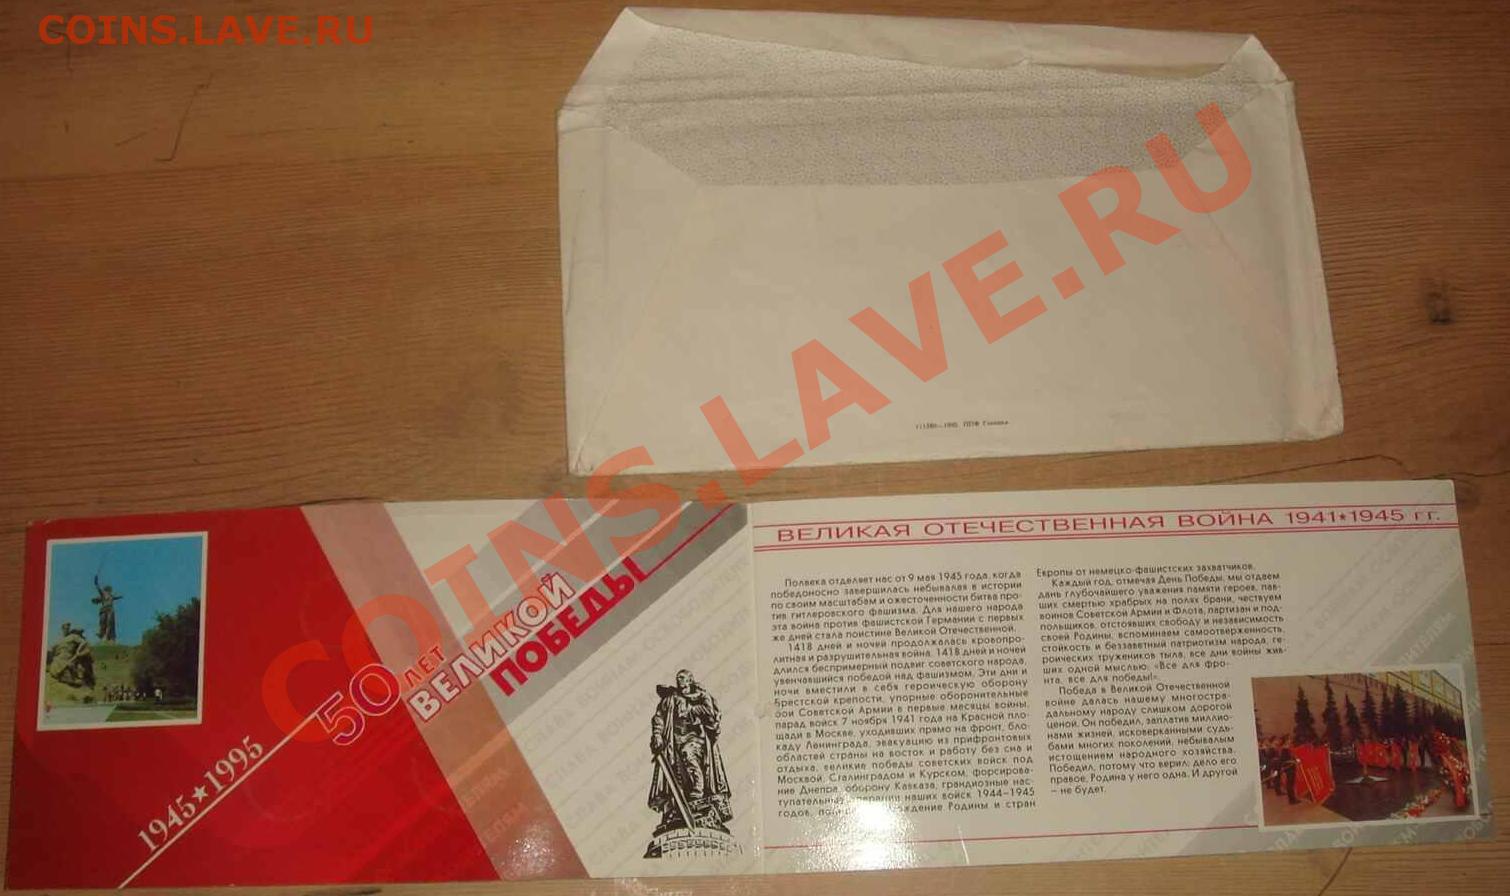 COINS.LAVE.RU
COINS.LAVE.RU
1945★1995
50 ЛЕТ
ВЕЛИКОЙ
ПОБЕДЫ
ВЕЛИКАЯ ОТЕЧЕСТВЕННАЯ ВОЙНА 1941★1945 гг.
Полвека отделяет нас от 9 мая 1945 года, когда
победоносно завершилась небывалая в истории
по своим масштабам и ожесточенности битва про-
тив гитлеровского фашизма. Для нашего народа
эта война против фашистской Германии с первых
же дней стала поистине Великой Отечественной.
1418 дней и ночей продолжалась кровопро-
литная и разрушительная война. 1418 дней и ночей
длился беспримерный подвиг советского народа,
увенчавшийся победой над фашизмом. Эти дни и
ночи вместили в себя героическую оборону
Брестской крепости, упорные оборонительные
бои Советской Армии в первые месяцы войны,
парад войск 7 ноября 1941 года на Красной пло-
щади в Москве, уходивших прямо на фронт, бло-
каду Ленинграда, эвакуацию из прифронтовых
областей страны на восток и работу без сна и
отдыха, великие победы советских войск под
Москвой, Сталинградом и Курском, форсирова-
ние Днепра, оборону Кавказа, грандиозные нас-
тупательные операции наших войск 1944–1945
годов, Родины и стран
Европы от немецко-фашистских захватчиков.
Каждый год, отмечая День Победы, мы отдаем
дань глубочайшего уважения памяти героев, пав-
ших смертью храбрых на полях брани, чествуем
воинов Советской Армии и Флота, партизан и под-
польщиков, отстоявших свободу и независимость
своей Родины, вспоминаем самоотверженность,
стойкость и беззаветный патриотизм народа, ге-
роических тружеников тыла, все дни войны жив-
ших одной мыслью: «Все для фро-
нта, все для победы!».
Победа в Великой Отечественной
войне далась нашему многостра-
дальному народу слишком дорогой
ценой. Он победил, заплатив миллио-
нами жизней, исковерканными судь-
бами многих поколений, небывалым
истощением народного хозяйства.
Победил, потому что верил: дело его
правое, Родина у него одна. И другой
– не будет.